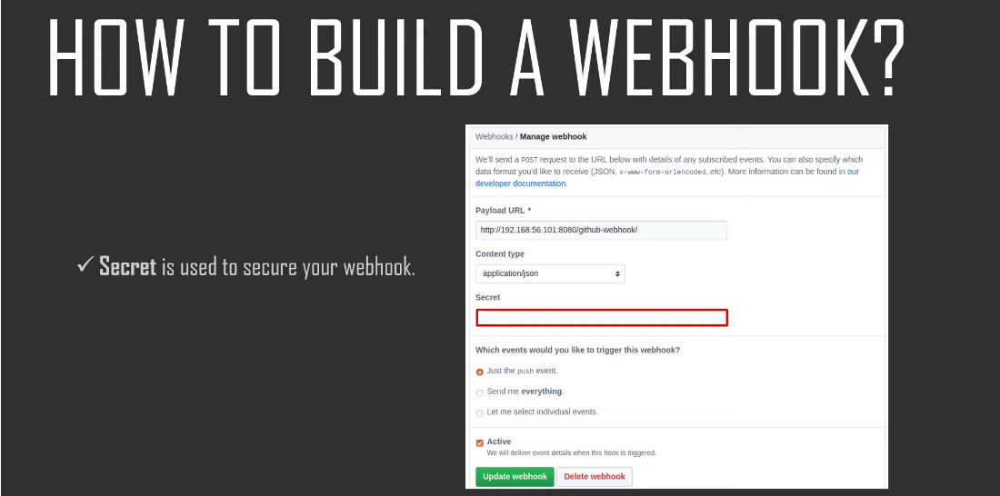 HOW TO BUILD A WEBHOOK?
✓ Secret is used to secure your webhook.
Webhooks / Manage webhook
We'll send a POST request to the URL below with details of any subscribed events. You can also specify which
data format you'd like to receive (JSON, x-www-form-urlencoded, etc). More information can be found in our
developer documentation.
Payload URL *
http://192.168.56.101:8080/github-webhook/
Content type
application/json
Secret
Which events would you like to trigger this webhook?
Just the push event.
Send me everything.
Let me select individual events.
Active
We will deliver event details when this hook is triggered.
Update webhook Delete webhook